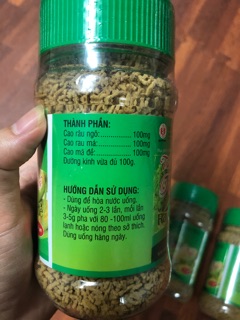 THÀNH PHẦN:
Cao râu ngô:............... 100mg
Cao rau má:............... 100mg
Cao mã đề:................ 100mg
Đường kính vừa đủ 100g.
HƯỚNG DẪN SỬ DỤNG:
- Dùng để hòa nước uống.
- Ngày uống 2-3 lần, mỗi lần
3-5g pha với 80 -100ml uống
lạnh hoặc nóng theo sở thích.
Dùng uống hàng ngày.